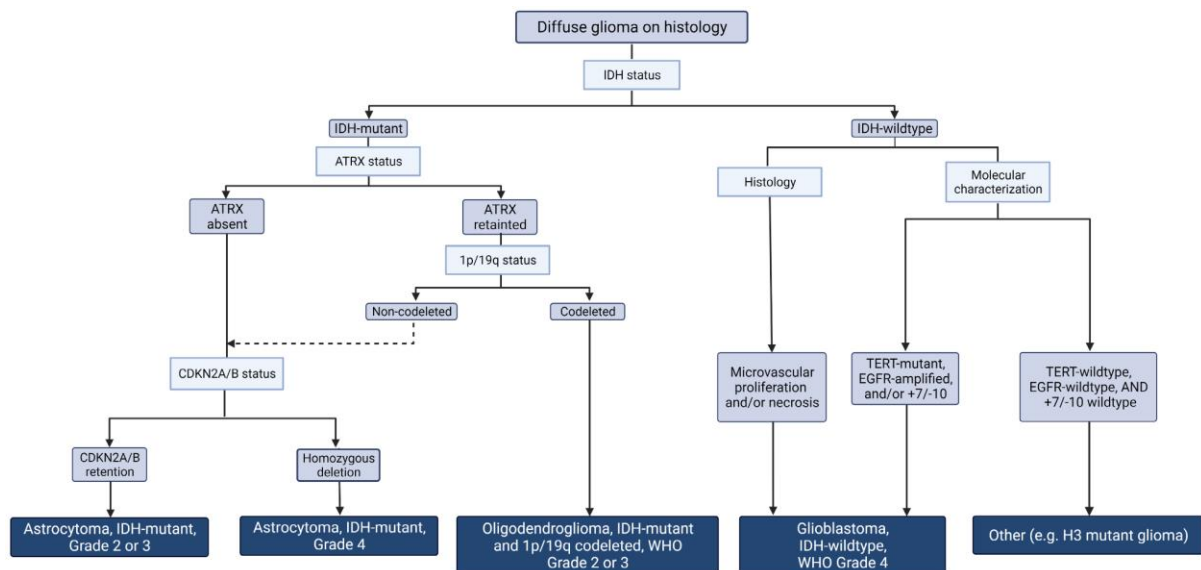 Diffuse glioma on histology
IDH status
IDH-mutant
IDH-wildtype
ATRX status
Histology
Molecular
characterization
ATRX
absent
ATRX
retainted
1p/19q status
Non-codeleted
Codeleted
CDKN2A/B status
Microvascular
proliferation
and/or necrosis
TERT-mutant,
EGFR-amplified,
and/or +7/-10
TERT-wildtype,
EGFR-wildtype, AND
+7/-10 wildtype
CDKN2A/B
retention
Homozygous
deletion
Astrocytoma, IDH-mutant,
Grade 2 or 3
Astrocytoma, IDH-mutant,
Grade 4
Oligodendroglioma, IDH-mutant
and 1p/19q codeleted, WHO
Grade 2 or 3
Glioblastoma,
IDH-wildtype,
WHO Grade 4
Other (e.g. H3 mutant glioma)